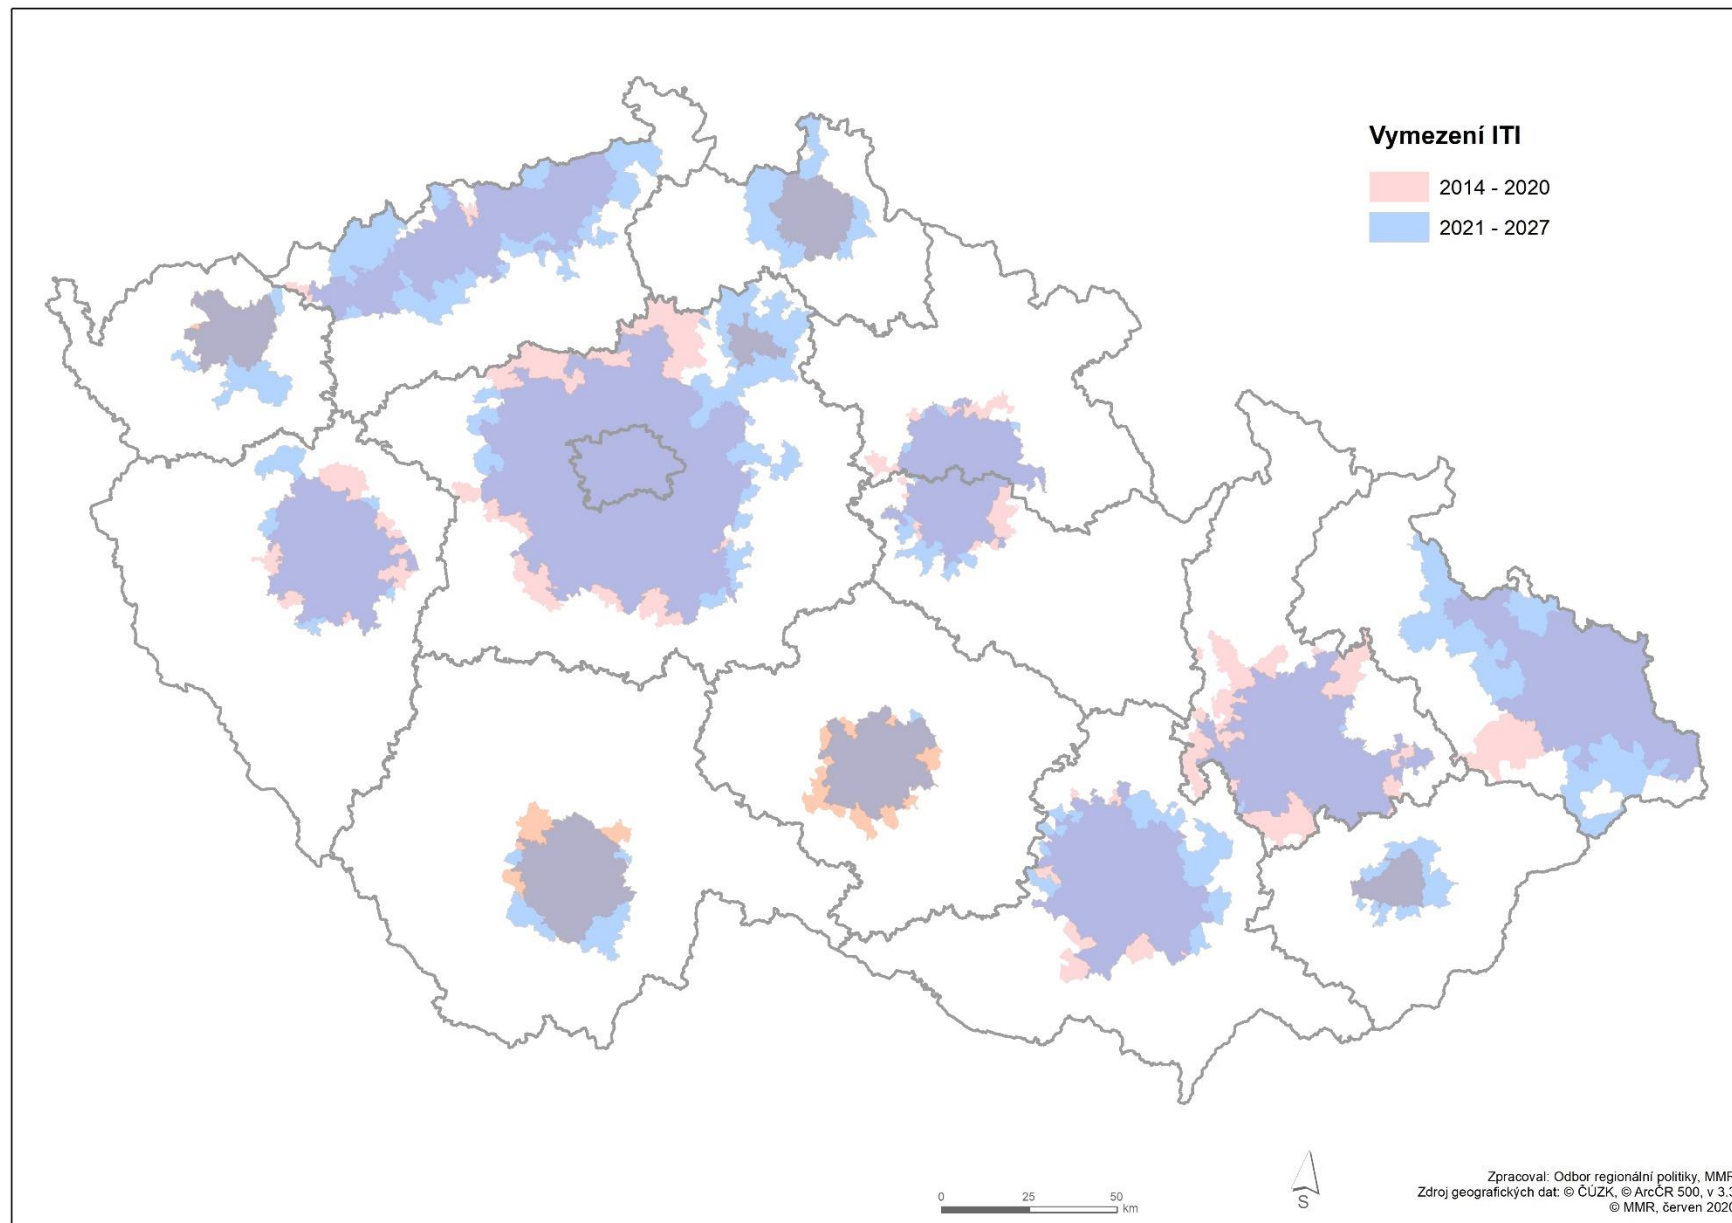 Vymezení ITI
2014 - 2020
2021 - 2027
0 25 50
km
S
Zpracoval: Odbor regionální politiky, MMR
Zdroj geografických dat: © ČÚZK, © ArcČR 500, v 3.3
© MMR, červen 2020